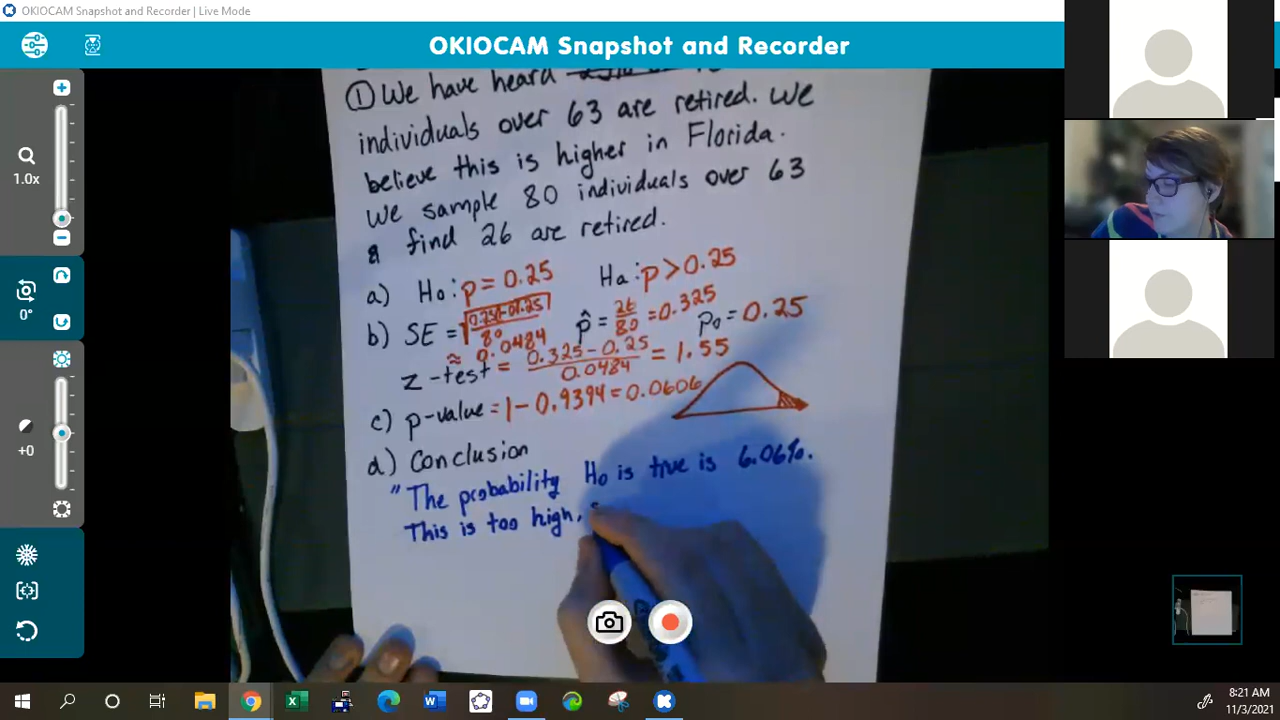 OKIOCAM Snapshot and Recorder | Live Mode
OKIOCAM Snapshot and Recorder
1.0x
0°
+0
① We have heard
individuals over 63 are retired. We
believe this is higher in Florida.
We sample 80 individuals over 63
& find 26 are retired.
a) Ho: p = 0.25 Ha: p > 0.25
b) SE = √0.25(1-0.25)/80 p̂ = 26/80 = 0.325 p₀ = 0.25
≈ 0.0484
z-test = 0.325 - 0.25 / 0.0484 = 1.55
c) p-value = 1 - 0.9394 = 0.0606
d) Conclusion
"The probability Ho is true is 6.06%.
This is too high,
8:21 AM
11/3/2021